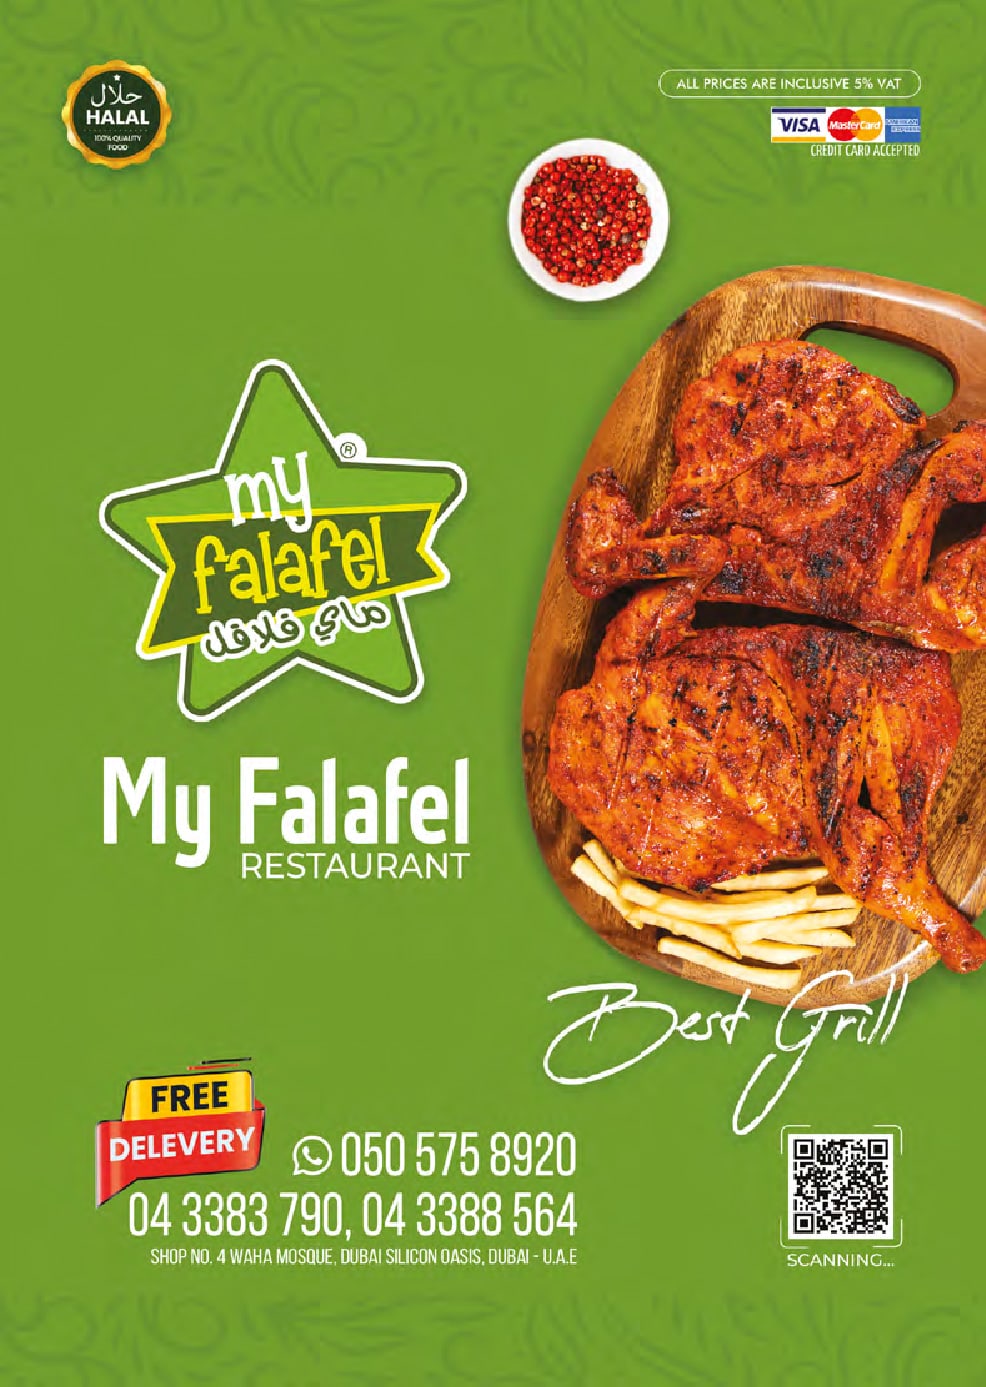 حلال
HALAL
100% QUALITY
FOOD
ALL PRICES ARE INCLUSIVE 5% VAT
VISA MasterCard AMERICAN
EXPRESS
CREDIT CARD ACCEPTED
®
my
falafel
ماي فلافل
My Falafel
RESTAURANT
Best Grill
FREE
DELEVERY
050 575 8920
04 3383 790, 04 3388 564
SHOP NO. 4 WAHA MOSQUE, DUBAI SILICON OASIS, DUBAI - U.A.E
SCANNING...